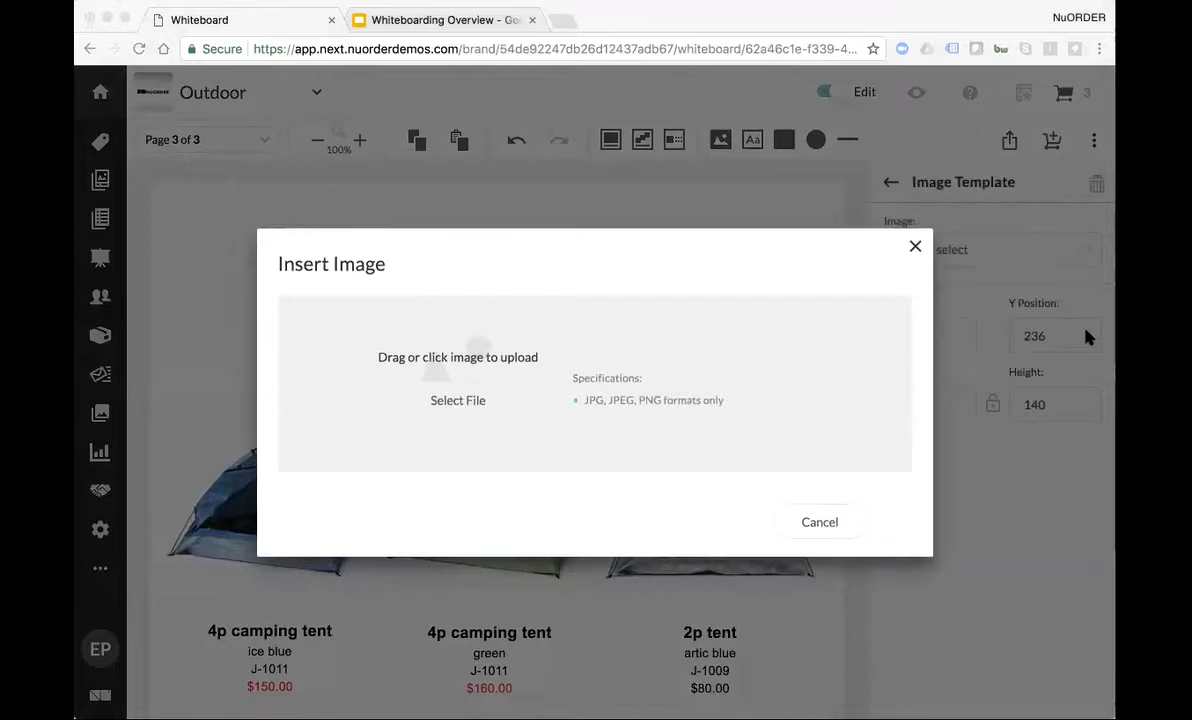 Whiteboard
Whiteboarding Overview - Go
NuORDER
Secure
https://app.next.nuorderdemos.com/brand/54de92247db26d12437adb67/whiteboard/62a46c1e-f339-4...
bw
Outdoor
Edit
3
Page 3 of 3
100%
Aa
Image Template
Image:
select
Insert Image
Y Position:
236
Drag or click image to upload
Height:
Specifications:
Select File
JPG, JPEG, PNG formats only
140
Cancel
4p camping tent
ice blue
J-1011
$150.00
4p camping tent
green
J-1011
$160.00
2p tent
artic blue
J-1009
$80.00
EP